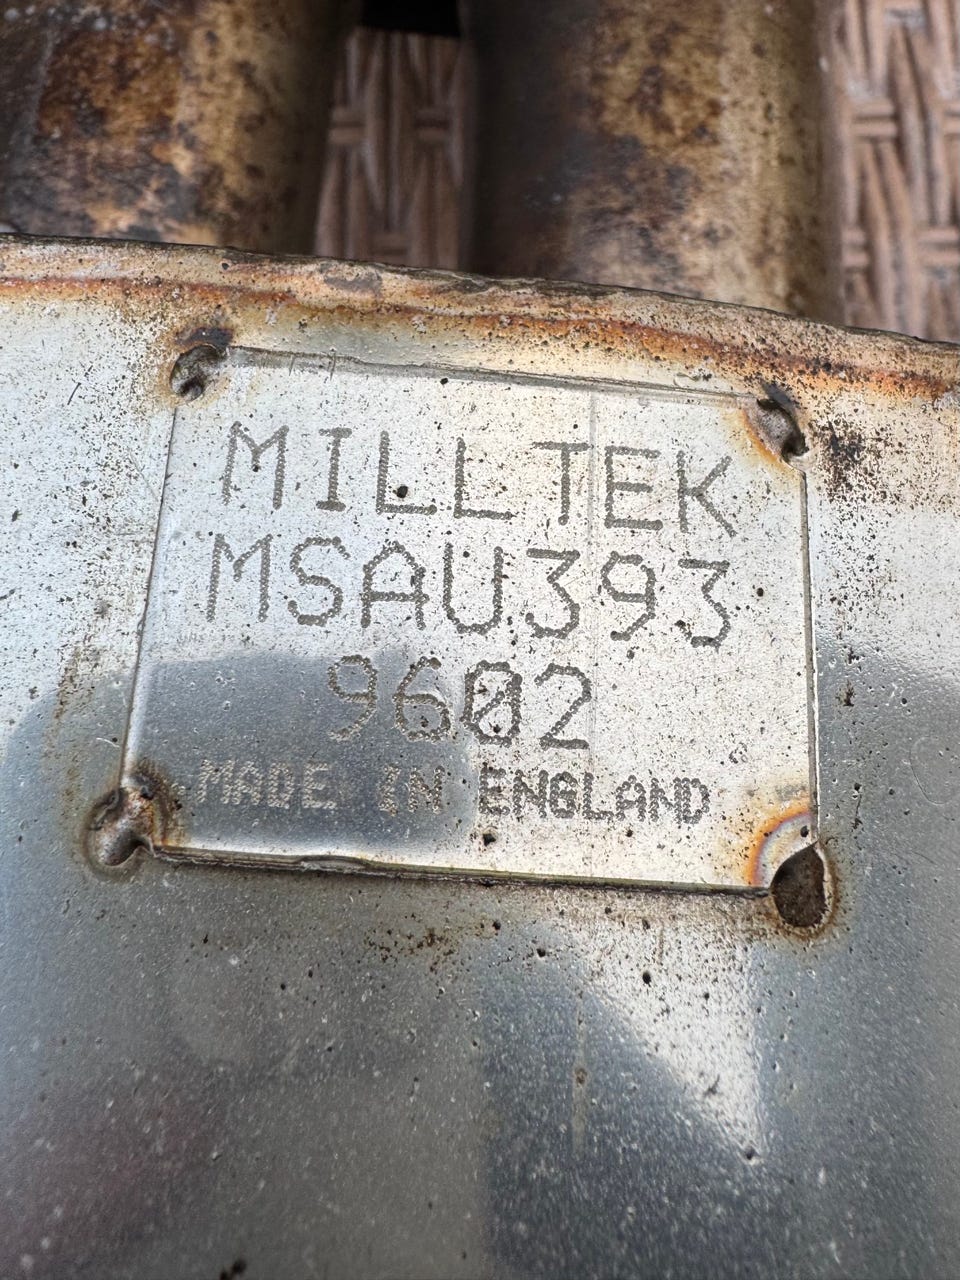 MILLTEK
MSAU393
9602
MADE IN ENGLAND